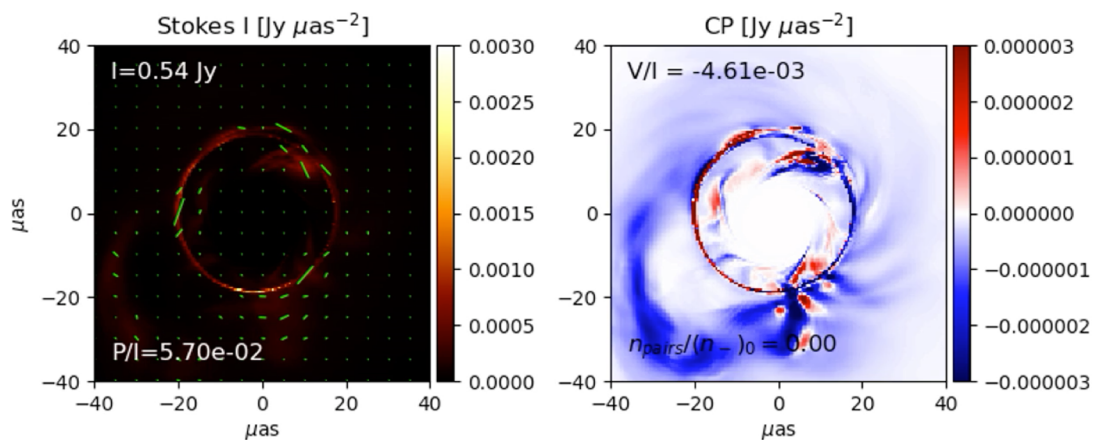 Stokes I [Jy μas⁻²]
I=0.54 Jy
P/I=5.70e-02
μas
μas
40
20
0
−20
−40
−40 −20 0 20 40
0.0030
0.0025
0.0020
0.0015
0.0010
0.0005
0.0000
CP [Jy μas⁻²]
V/I = -4.61e-03
n_pairs/(n_−)_0 = 0.00
40
20
0
−20
−40
−40 −20 0 20 40
μas
0.000003
0.000002
0.000001
0.000000
−0.000001
−0.000002
−0.000003